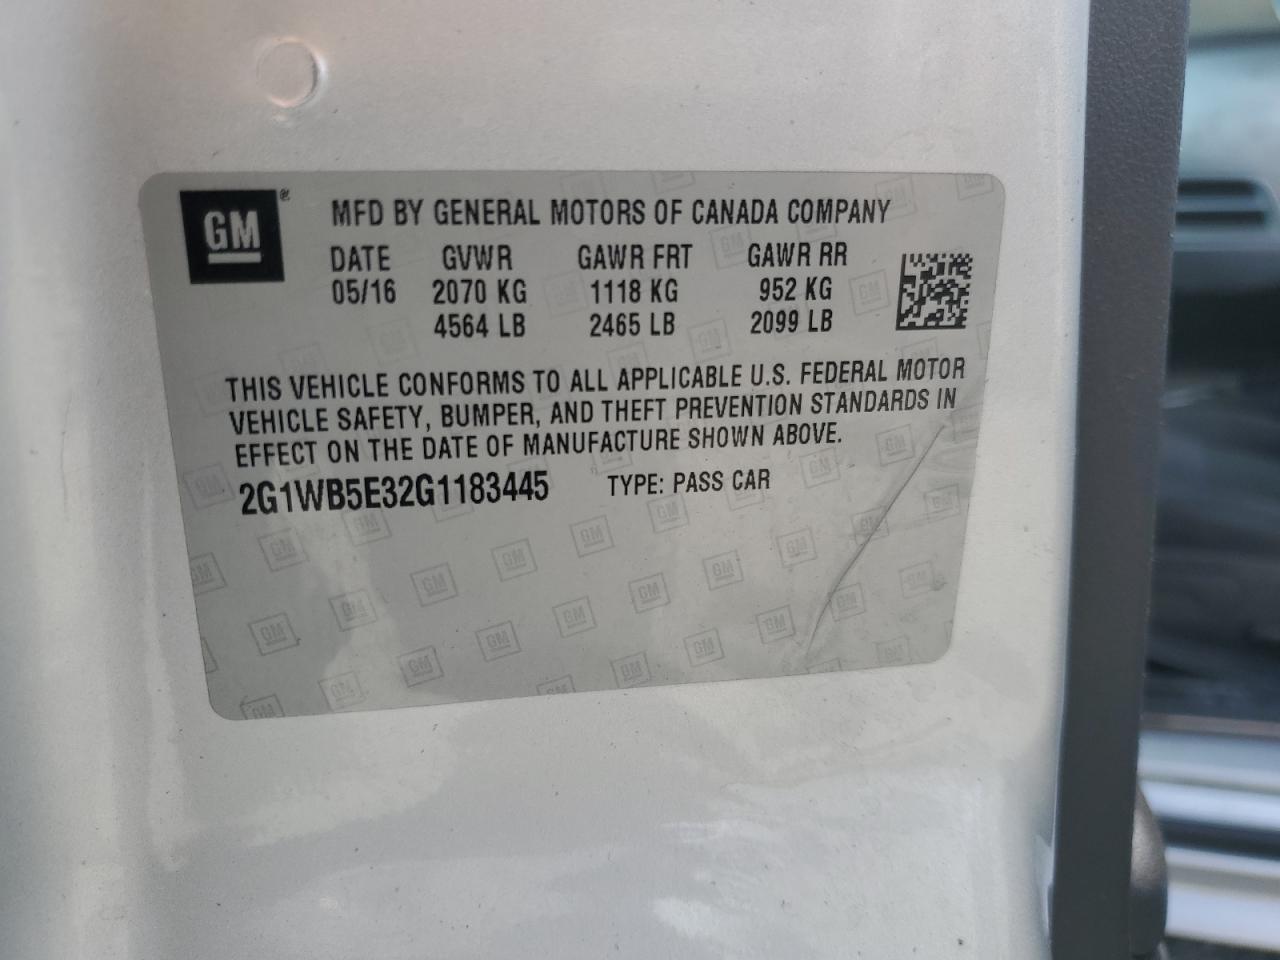 GM ® MFD BY GENERAL MOTORS OF CANADA COMPANY
DATE GVWR GAWR FRT GAWR RR
05/16 2070 KG 1118 KG 952 KG
4564 LB 2465 LB 2099 LB
THIS VEHICLE CONFORMS TO ALL APPLICABLE U.S. FEDERAL MOTOR
VEHICLE SAFETY, BUMPER, AND THEFT PREVENTION STANDARDS IN
EFFECT ON THE DATE OF MANUFACTURE SHOWN ABOVE.
2G1WB5E32G1183445 TYPE: PASS CAR